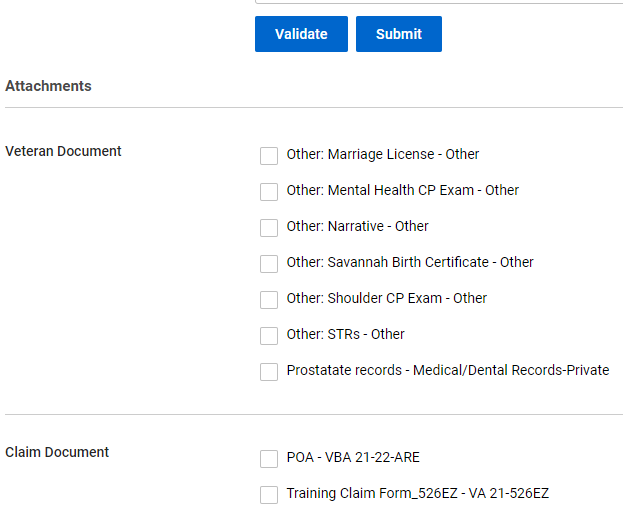 Validate Submit
Attachments
Veteran Document
Other: Marriage License - Other
Other: Mental Health CP Exam - Other
Other: Narrative - Other
Other: Savannah Birth Certificate - Other
Other: Shoulder CP Exam - Other
Other: STRs - Other
Prostatate records - Medical/Dental Records-Private
Claim Document
POA - VBA 21-22-ARE
Training Claim Form_526EZ - VA 21-526EZ